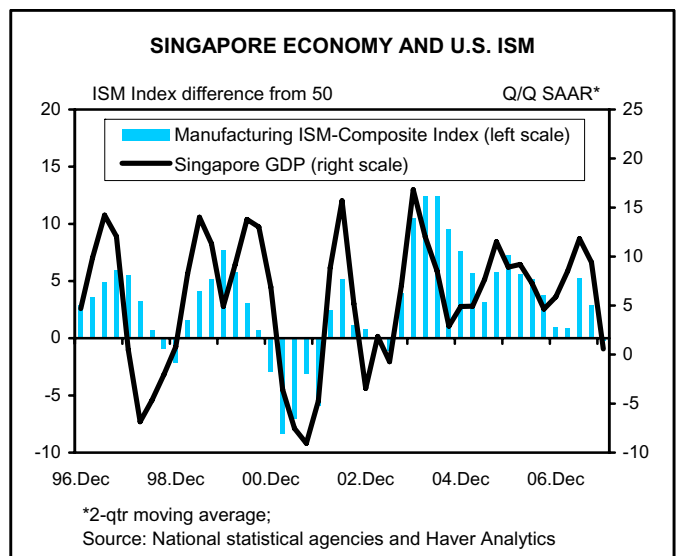 SINGAPORE ECONOMY AND U.S. ISM
ISM Index difference from 50 Q/Q SAAR*
Manufacturing ISM-Composite Index (left scale)
Singapore GDP (right scale)
20 25
15 20
10 15
5 10
0 5
-5 0
-10 -5
-10
96.Dec 98.Dec 00.Dec 02.Dec 04.Dec 06.Dec
*2-qtr moving average;
Source: National statistical agencies and Haver Analytics